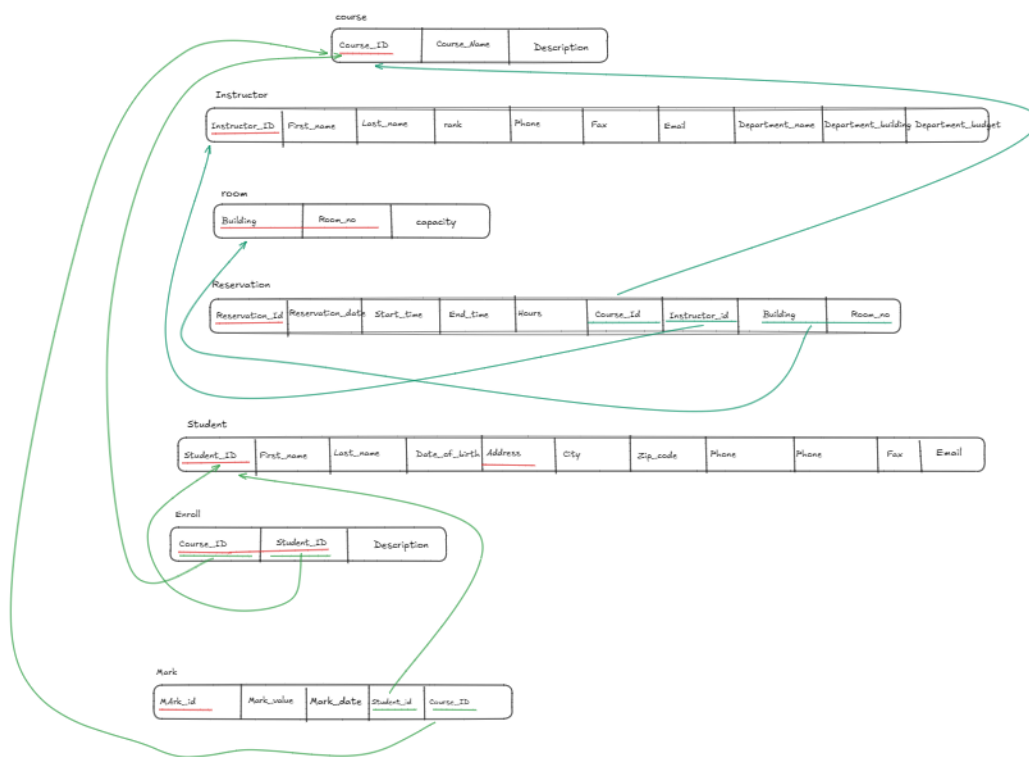 course
Course_ID Course_Name Description
Instructor
Instructor_ID First_name Last_name rank Phone Fax Email Department_name Department_building Department_budget
room
Building Room_no capacity
Reservation
Reservation_Id Reservation_date Start_time End_time Hours Course_Id Instructor_id Building Room_no
Student
Student_ID First_name Last_name Date_of_birth Address City Zip_code Phone Phone Fax Email
Enroll
Course_ID Student_ID Description
Mark
MArk_id Mark_value Mark_date Student_id Course_ID